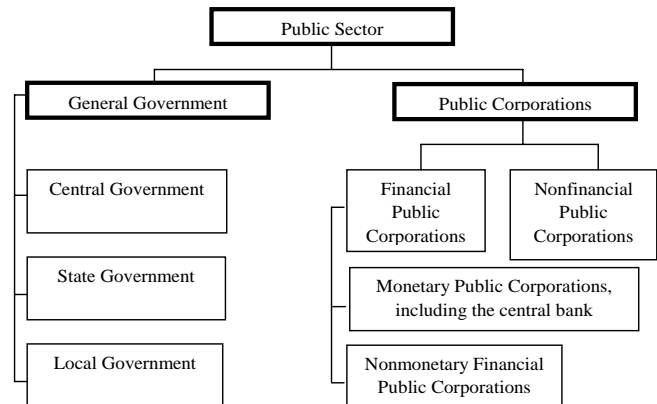 Public Sector
General Government
Public Corporations
Central Government
State Government
Local Government
Financial
Public
Corporations
Nonfinancial
Public
Corporations
Monetary Public Corporations,
including the central bank
Nonmonetary Financial
Public Corporations